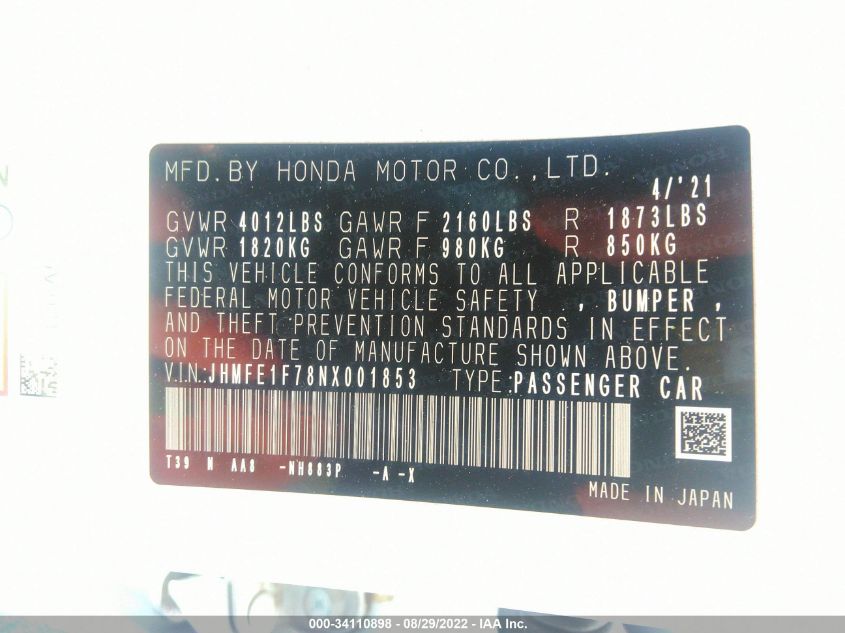 MFD. BY HONDA MOTOR CO., LTD.
4/'21
GVWR 4012LBS GAWR F 2160LBS R 1873LBS
GVWR 1820KG GAWR F 980KG R 850KG
THIS VEHICLE CONFORMS TO ALL APPLICABLE
FEDERAL MOTOR VEHICLE SAFETY , BUMPER ,
AND THEFT PREVENTION STANDARDS IN EFFECT
ON THE DATE OF MANUFACTURE SHOWN ABOVE.
V.I.N.: JHMFE1F78NX001853 TYPE: PASSENGER CAR
T39 N AA8 -NH883P -A -X
MADE IN JAPAN
000-34110898 - 08/29/2022 - IAA Inc.